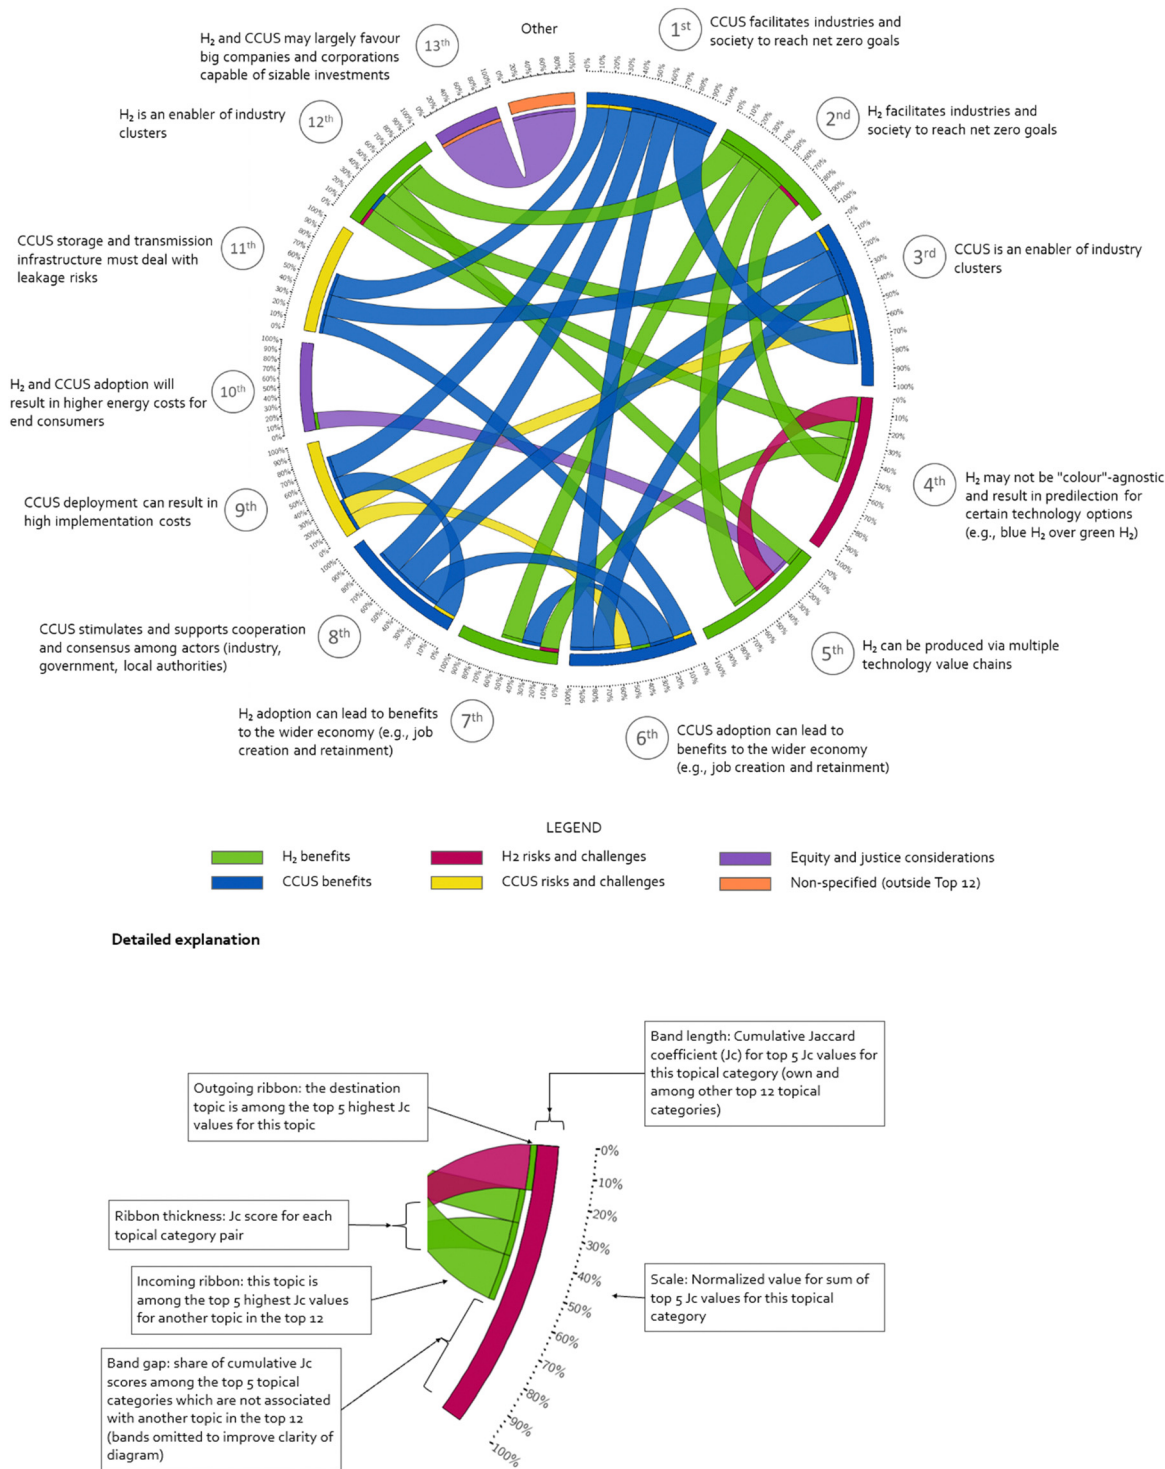 Other
1st
CCUS facilitates industries and
society to reach net zero goals
2nd
H₂ facilitates industries and
society to reach net zero goals
3rd
CCUS is an enabler of industry
clusters
4th
H₂ may not be "colour"-agnostic
and result in predilection for
certain technology options
(e.g., blue H₂ over green H₂)
5th
H₂ can be produced via multiple
technology value chains
6th
CCUS adoption can lead to
benefits to the wider economy
(e.g., job creation and retainment)
7th
H₂ adoption can lead to benefits
to the wider economy (e.g., job
creation and retainment)
8th
CCUS stimulates and supports cooperation
and consensus among actors (industry,
government, local authorities)
9th
CCUS deployment can result in
high implementation costs
10th
H₂ and CCUS adoption will
result in higher energy costs for
end consumers
11th
CCUS storage and transmission
infrastructure must deal with
leakage risks
12th
H₂ is an enabler of industry
clusters
13th
H₂ and CCUS may largely favour
big companies and corporations
capable of sizable investments
LEGEND
H₂ benefits
H2 risks and challenges
Equity and justice considerations
CCUS benefits
CCUS risks and challenges
Non-specified (outside Top 12)
Detailed explanation
Band length: Cumulative Jaccard
coefficient (Jc) for top 5 Jc values for
this topical category (own and
among other top 12 topical
categories)
Outgoing ribbon: the destination
topic is among the top 5 highest Jc
values for this topic
Ribbon thickness: Jc score for each
topical category pair
Incoming ribbon: this topic is
among the top 5 highest Jc values
for another topic in the top 12
Band gap: share of cumulative Jc
scores among the top 5 topical
categories which are not associated
with another topic in the top 12
(bands omitted to improve clarity of
diagram)
0%
10%
20%
30%
40%
50%
60%
70%
80%
90%
100%
Scale: Normalized value for sum of
top 5 Jc values for this topical
category